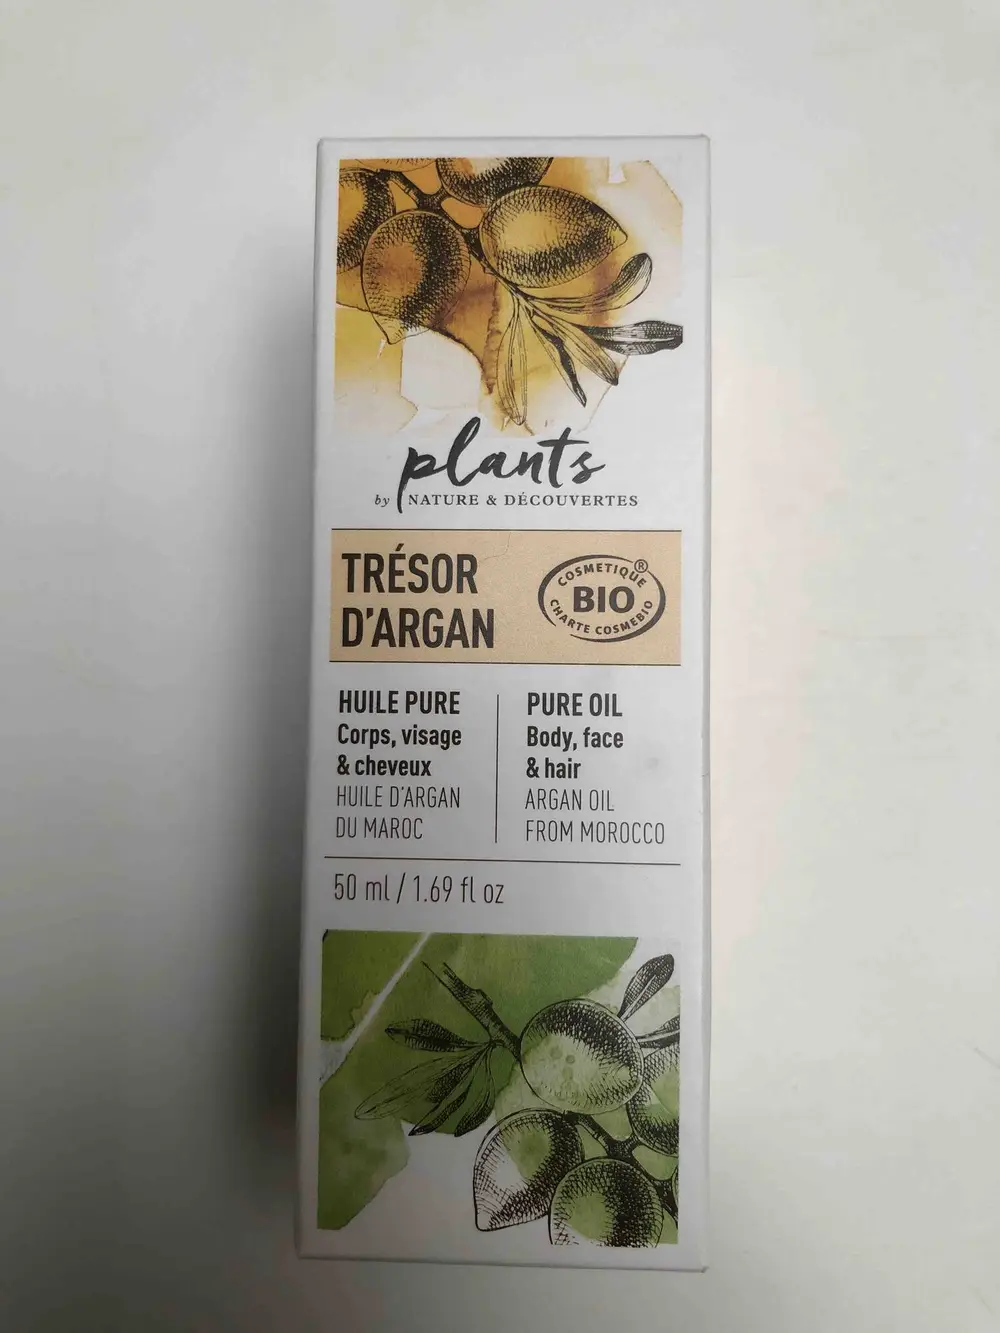 plants
by NATURE & DÉCOUVERTES
TRÉSOR
D'ARGAN
COSMETIQUE®
BIO
CHARTE COSMEBIO
HUILE PURE
Corps, visage
& cheveux
HUILE D'ARGAN
DU MAROC
PURE OIL
Body, face
& hair
ARGAN OIL
FROM MOROCCO
50 ml / 1.69 fl oz